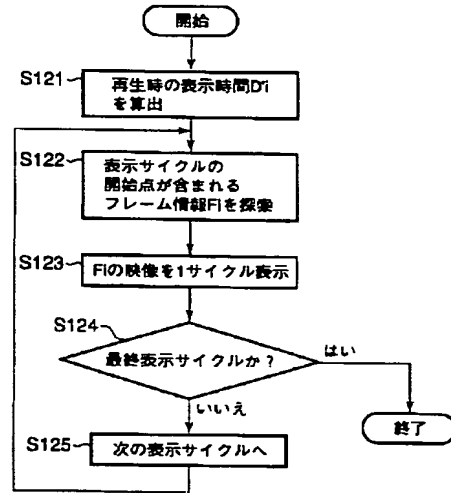 開始
S121
再生時の表示時間D'i
を算出
S122
表示サイクルの
開始点が含まれる
フレーム情報Fiを探索
S123
Fiの映像を1サイクル表示
S124
最終表示サイクルか?
はい
いいえ
終了
S125
次の表示サイクルへ